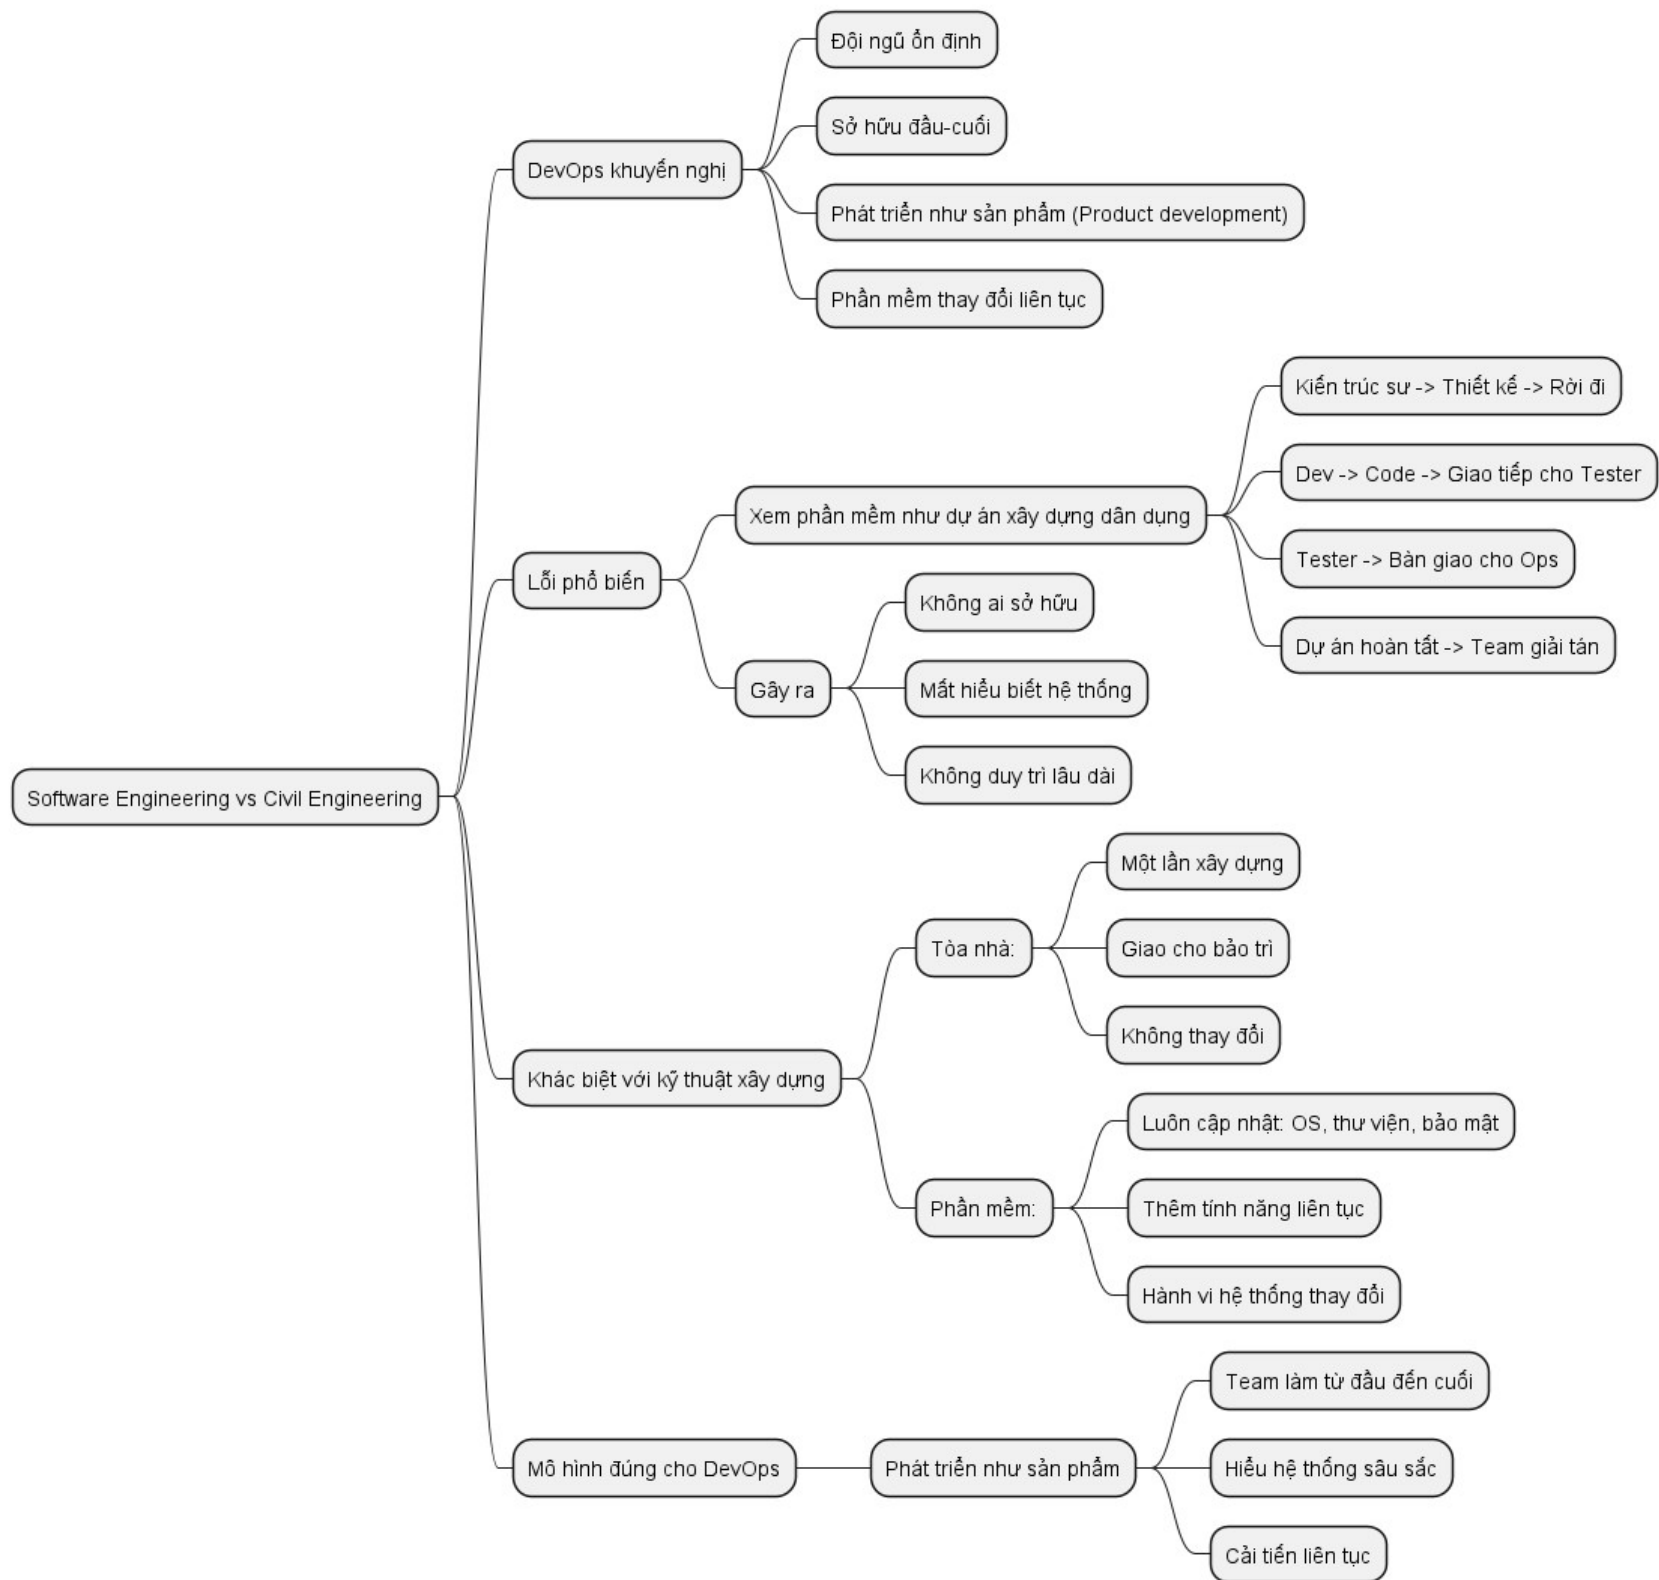 Software Engineering vs Civil Engineering
DevOps khuyến nghị
Đội ngũ ổn định
Sở hữu đầu-cuối
Phát triển như sản phẩm (Product development)
Phần mềm thay đổi liên tục
Lỗi phổ biến
Xem phần mềm như dự án xây dựng dân dụng
Kiến trúc sư -> Thiết kế -> Rời đi
Dev -> Code -> Giao tiếp cho Tester
Tester -> Bàn giao cho Ops
Dự án hoàn tất -> Team giải tán
Gây ra
Không ai sở hữu
Mất hiểu biết hệ thống
Không duy trì lâu dài
Khác biệt với kỹ thuật xây dựng
Tòa nhà:
Một lần xây dựng
Giao cho bảo trì
Không thay đổi
Phần mềm:
Luôn cập nhật: OS, thư viện, bảo mật
Thêm tính năng liên tục
Hành vi hệ thống thay đổi
Mô hình đúng cho DevOps
Phát triển như sản phẩm
Team làm từ đầu đến cuối
Hiểu hệ thống sâu sắc
Cải tiến liên tục